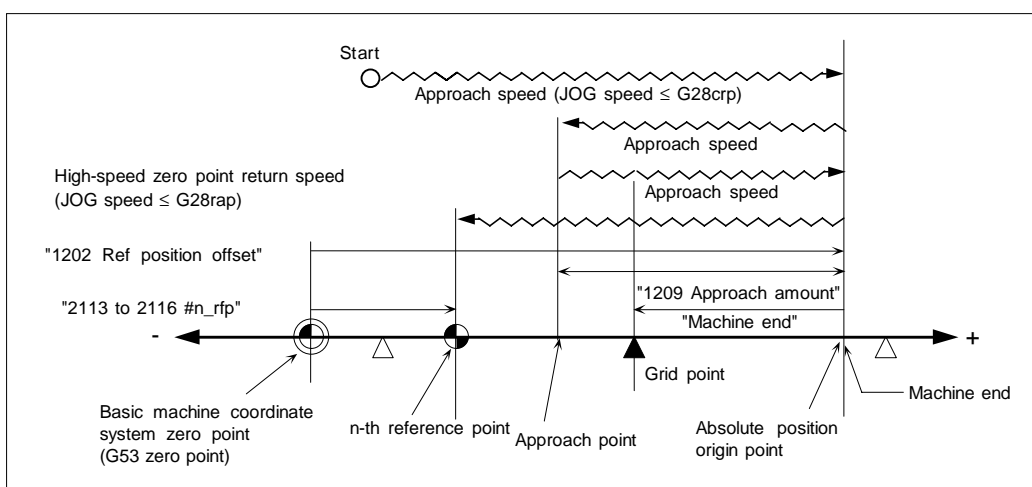 Start
Approach speed (JOG speed ≤ G28crp)
Approach speed
High-speed zero point return speed
(JOG speed ≤ G28rap)
Approach speed
"1202 Ref position offset"
"2113 to 2116 #n_rfp"
"1209 Approach amount"
"Machine end"
-
+
Grid point
Machine end
Basic machine coordinate
system zero point
(G53 zero point)
n-th reference point
Approach point
Absolute position
origin point